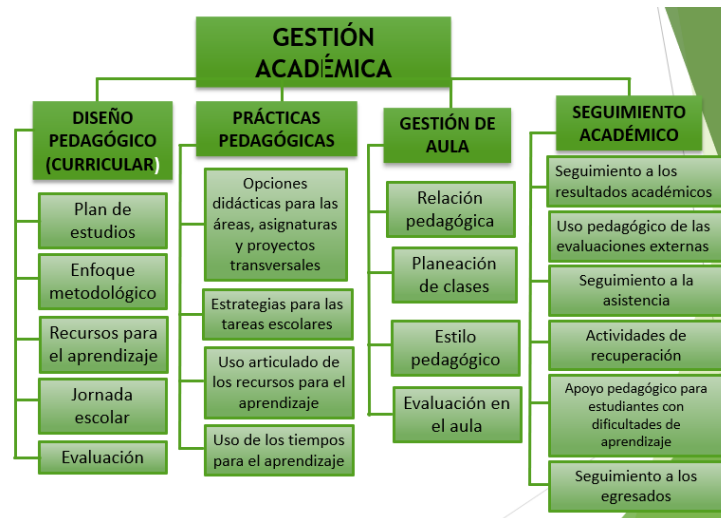 GESTIÓN
ACADÉMICA
DISEÑO
PEDAGÓGICO
(CURRICULAR)
Plan de
estudios
Enfoque
metodológico
Recursos para
el aprendizaje
Jornada
escolar
Evaluación
PRÁCTICAS
PEDAGÓGICAS
Opciones
didácticas para las
áreas, asignaturas
y proyectos
transversales
Estrategias para las
tareas escolares
Uso articulado de
los recursos para el
aprendizaje
Uso de los tiempos
para el aprendizaje
GESTIÓN DE
AULA
Relación
pedagógica
Planeación
de clases
Estilo
pedagógico
Evaluación en
el aula
SEGUIMIENTO
ACADÉMICO
Seguimiento a los
resultados académicos
Uso pedagógico de las
evaluaciones externas
Seguimiento a la
asistencia
Actividades de
recuperación
Apoyo pedagógico para
estudiantes con
dificultades de
aprendizaje
Seguimiento a los
egresados